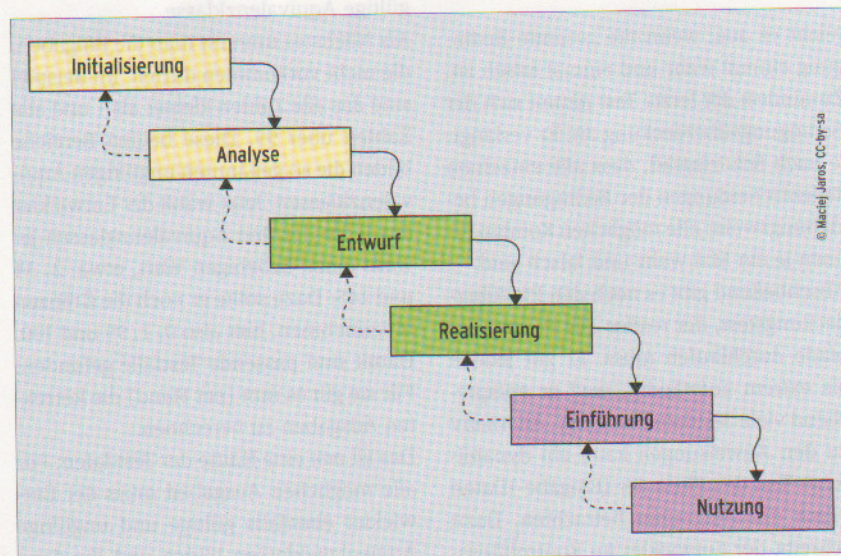 Initialisierung
Analyse
Entwurf
Realisierung
Einführung
Nutzung
© Maciej Jaros, CC-by-sa